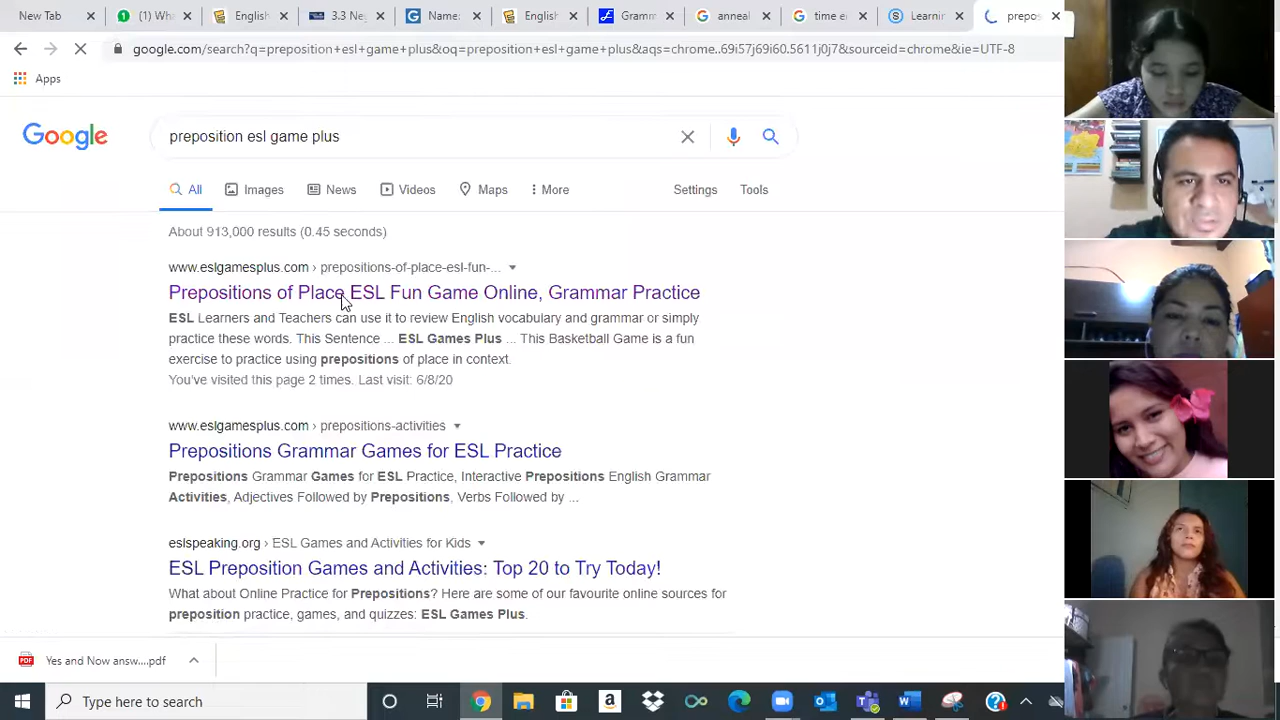 New Tab
(1) Wha
English
3.3 Neg
Name
English
Gramm
anneal
time e
Learnin
prepos
google.com/search?q=preposition+esl+game+plus&oq=preposition+esl+game+plus&aqs=chrome..69i57j69i60.5611j0j7&sourceid=chrome&ie=UTF-8
Apps
Google
preposition esl game plus
All Images News Videos Maps More Settings Tools
About 913,000 results (0.45 seconds)
www.eslgamesplus.com › prepositions-of-place-esl-fun-...
Prepositions of Place ESL Fun Game Online, Grammar Practice
ESL Learners and Teachers can use it to review English vocabulary and grammar or simply
practice these words. This Sentence ... ESL Games Plus ... This Basketball Game is a fun
exercise to practice using prepositions of place in context.
You've visited this page 2 times. Last visit: 6/8/20
www.eslgamesplus.com › prepositions-activities
Prepositions Grammar Games for ESL Practice
Prepositions Grammar Games for ESL Practice, Interactive Prepositions English Grammar
Activities, Adjectives Followed by Prepositions, Verbs Followed by ...
eslspeaking.org › ESL Games and Activities for Kids
ESL Preposition Games and Activities: Top 20 to Try Today!
What about Online Practice for Prepositions? Here are some of our favourite online sources for
preposition practice, games, and quizzes: ESL Games Plus.
Yes and Now answ....pdf
Type here to search